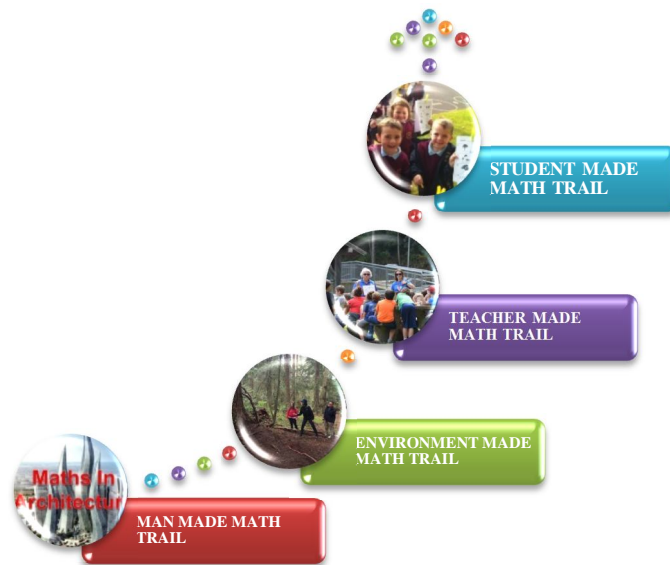 STUDENT MADE
MATH TRAIL
TEACHER MADE
MATH TRAIL
ENVIRONMENT MADE
MATH TRAIL
Maths In
Architectur
MAN MADE MATH
TRAIL